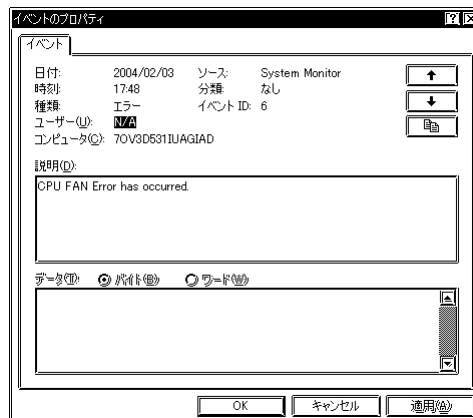 イベントのプロパティ
イベント
日付: 2004/02/03 ソース: System Monitor
時刻: 17:48 分類: なし
種類: エラー イベント ID: 6
ユーザー(U): N/A
コンピュータ(C): 7OV3D531IUAGIAD
説明(D):
CPU FAN Error has occurred.
データ(T): バイト(B) ワード(W)
OK キャンセル 適用(A)